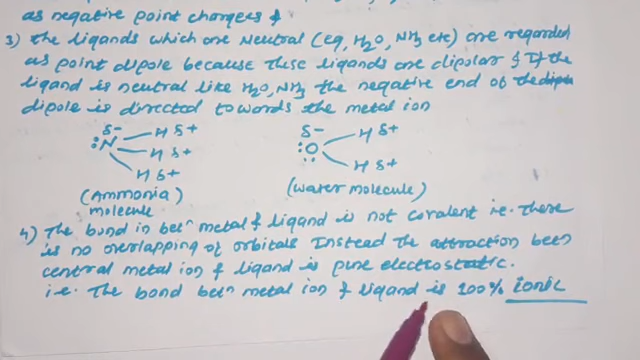 as negative point chargees &
3) The ligands which are Neutral (eg, H2O, NH3 etc) are regarded
as point dipole because these ligands are dipolar & If the
ligand is neutral like H2O, NH3 the negative end of the
dipole is directed towards the metal ion
δ- H δ+ δ- H δ+
:N H δ+ :O
H δ+ H δ+
(Ammonia) (Water molecule)
molecule
4) The bond in betn metal & ligand is not covalent i.e. There
is no overlapping of orbitals Instead the attraction been
central metal ion & ligand is pure electrostatic.
i.e. The bond betn metal ion & ligand is 100% ionic